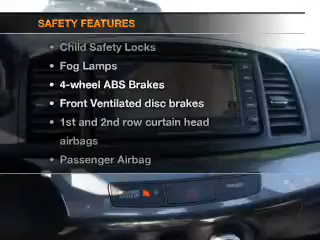 SAFETY FEATURES
• Child Safety Locks
• Fog Lamps
• 4-wheel ABS Brakes
• Front Ventilated disc brakes
• 1st and 2nd row curtain head
airbags
• Passenger Airbag